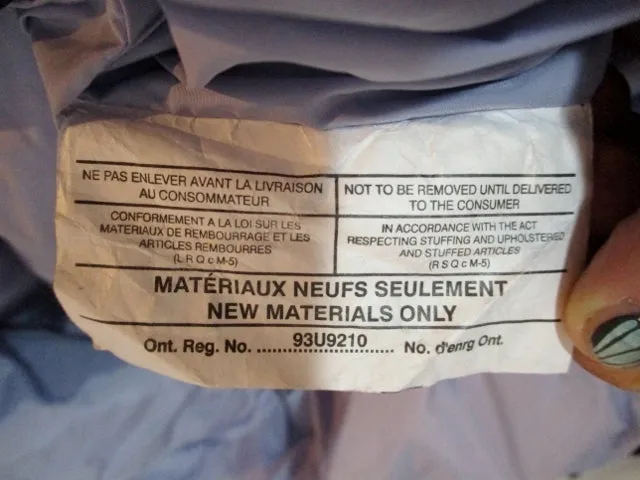 NE PAS ENLEVER AVANT LA LIVRAISON
AU CONSOMMATEUR
NOT TO BE REMOVED UNTIL DELIVERED
TO THE CONSUMER
CONFORMEMENT A LA LOI SUR LES
MATERIAUX DE REMBOURRAGE ET LES
ARTICLES REMBOURRES
(L R Q c M-5)
IN ACCORDANCE WITH THE ACT
RESPECTING STUFFING AND UPHOLSTERED
AND STUFFED ARTICLES
(R S Q c M-5)
MATÉRIAUX NEUFS SEULEMENT
NEW MATERIALS ONLY
Ont. Reg. No. ..........93U9210.......... No. d'enrg Ont.